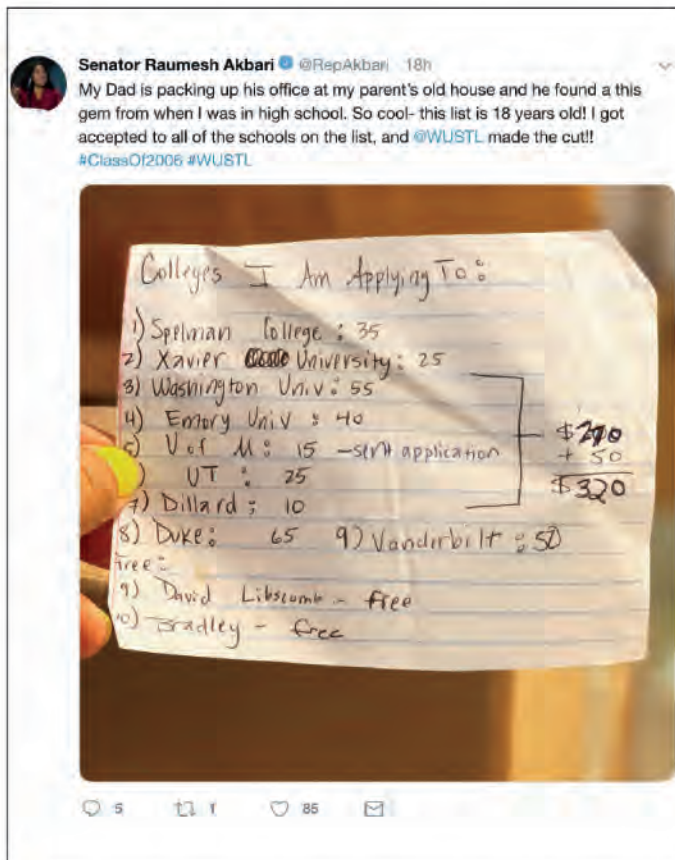 Senator Raumesh Akbari @RepAkbari 18h
My Dad is packing up his office at my parent's old house and he found a this
gem from when I was in high school. So cool- this list is 18 years old! I got
accepted to all of the schools on the list, and @WUSTL made the cut!!
#ClassOf2006 #WUSTL
Colleges I Am Applying To:
1) Spelman College : 35
2) Xavier University: 25
3) Washington Univ: 55
4) Emory Univ : 40
5) U of M: 15 -sent application
) UT : 25
7) Dillard ; 10
8) Duke: 65 9) Vanderbilt : 50
free:
9) David Libscomb - free
10) Bradley - free
$270
+ 50
$320
5 1 85